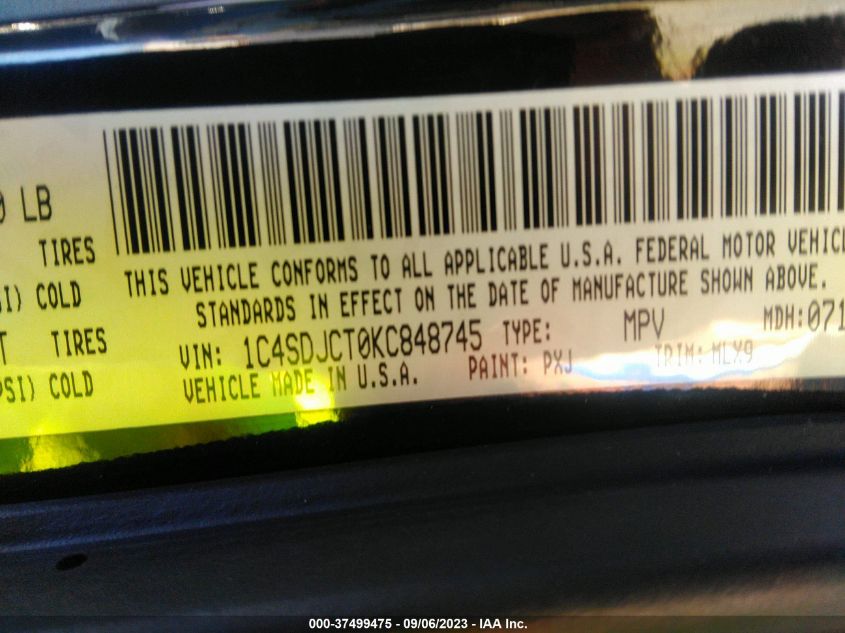 0 LB
TIRES
SI) COLD
T TIRES
PSI) COLD
THIS VEHICLE CONFORMS TO ALL APPLICABLE U.S.A. FEDERAL MOTOR VEHICL
STANDARDS IN EFFECT ON THE DATE OF MANUFACTURE SHOWN ABOVE.
VIN: 1C4SDJCT0KC848745 TYPE: MPV MDH:071
VEHICLE MADE IN U.S.A. PAINT: PXJ TRIM: MLX9
000-37499475 - 09/06/2023 - IAA Inc.